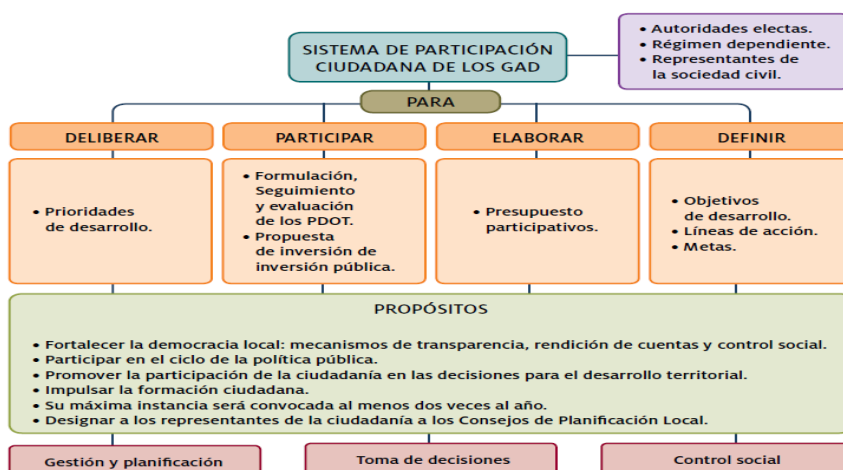 SISTEMA DE PARTICIPACIÓN
CIUDADANA DE LOS GAD
• Autoridades electas.
• Régimen dependiente.
• Representantes de
la sociedad civil.
PARA
DELIBERAR
PARTICIPAR
ELABORAR
DEFINIR
• Prioridades
de desarrollo.
• Formulación,
Seguimiento
y evaluación
de los PDOT.
• Propuesta
de inversión de
inversión pública.
• Presupuesto
participativos.
• Objetivos
de desarrollo.
• Líneas de acción.
• Metas.
PROPÓSITOS
• Fortalecer la democracia local: mecanismos de transparencia, rendición de cuentas y control social.
• Participar en el ciclo de la política pública.
• Promover la participación de la ciudadanía en las decisiones para el desarrollo territorial.
• Impulsar la formación ciudadana.
• Su máxima instancia será convocada al menos dos veces al año.
• Designar a los representantes de la ciudadanía a los Consejos de Planificación Local.
Gestión y planificación
Toma de decisiones
Control social